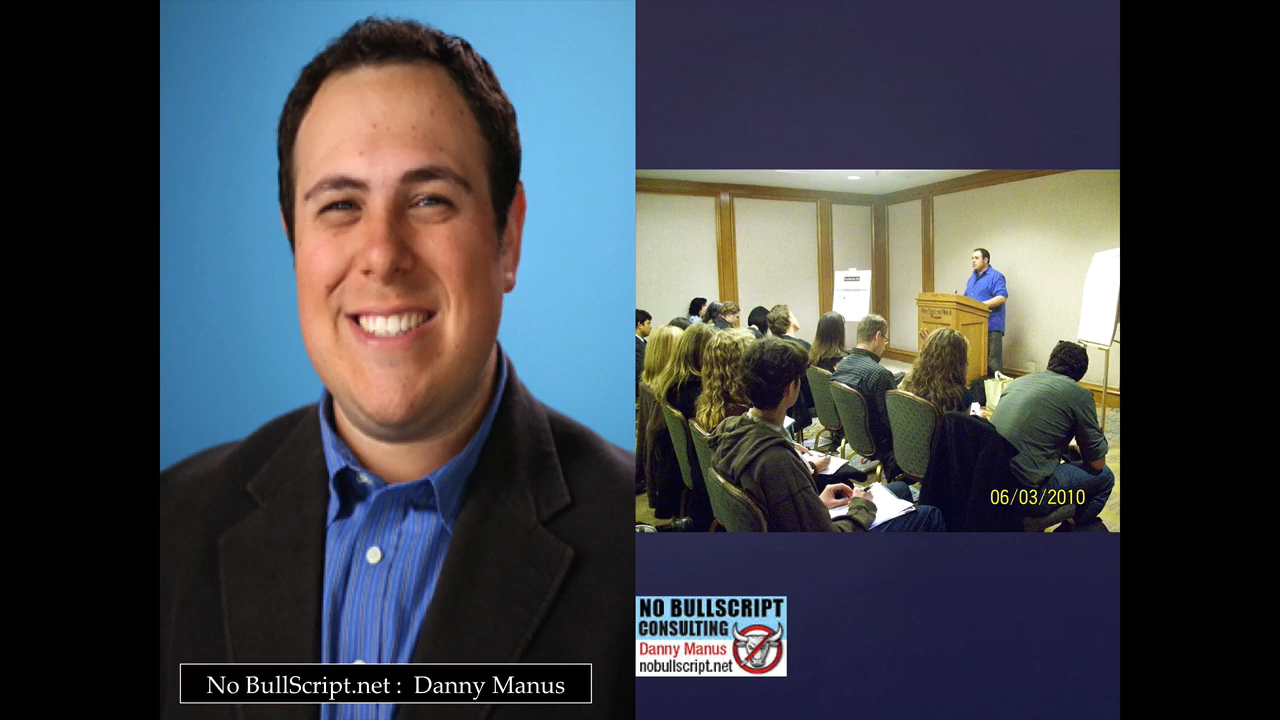 06/03/2010
NO BULLSCRIPT
CONSULTING
Danny Manus
nobullscript.net
No BullScript.net : Danny Manus